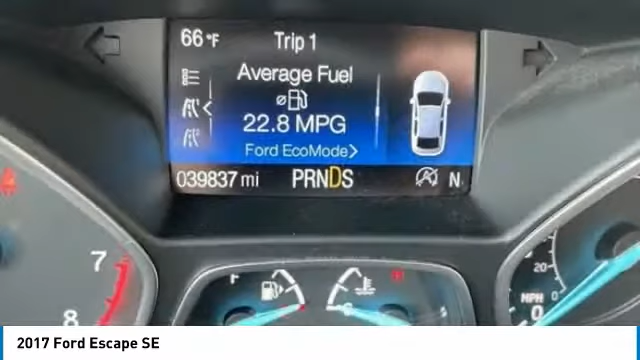 66°F Trip 1
Average Fuel
22.8 MPG
Ford EcoMode>
039837 mi PRNDS N
7
8
F
20
0
MPH
0
2017 Ford Escape SE